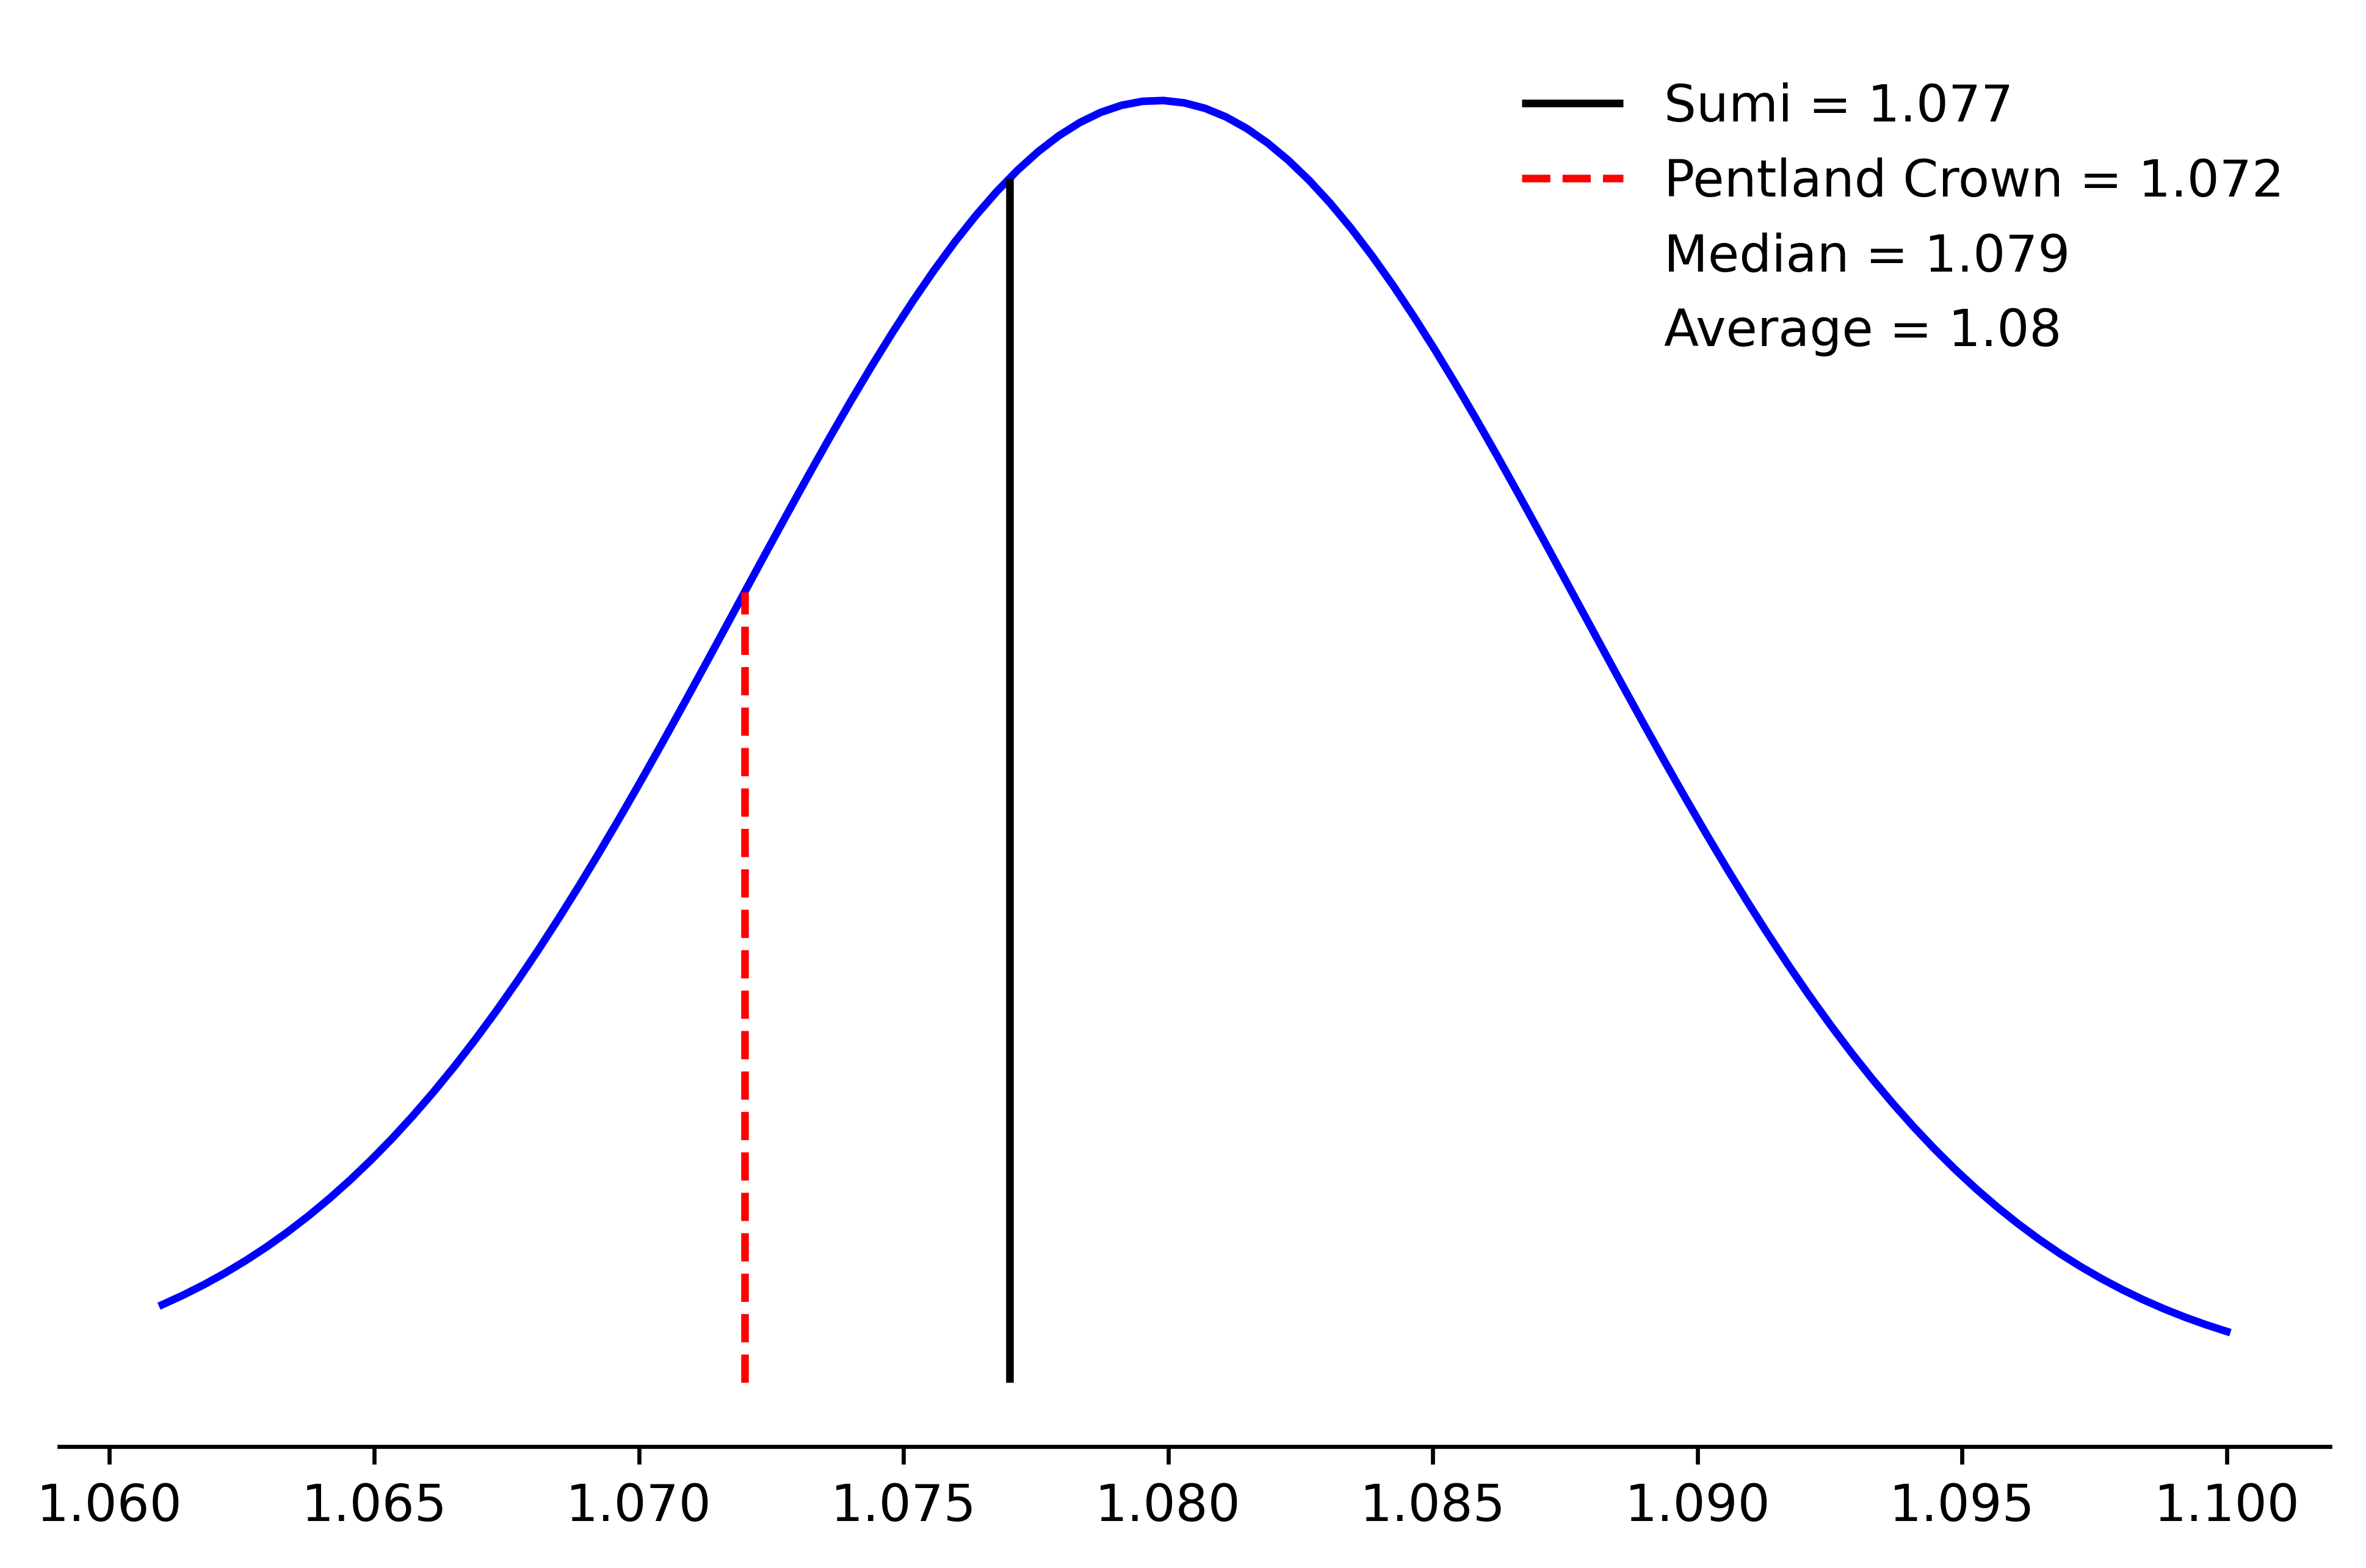 Sumi = 1.077
Pentland Crown = 1.072
Median = 1.079
Average = 1.08
1.060 1.065 1.070 1.075 1.080 1.085 1.090 1.095 1.100